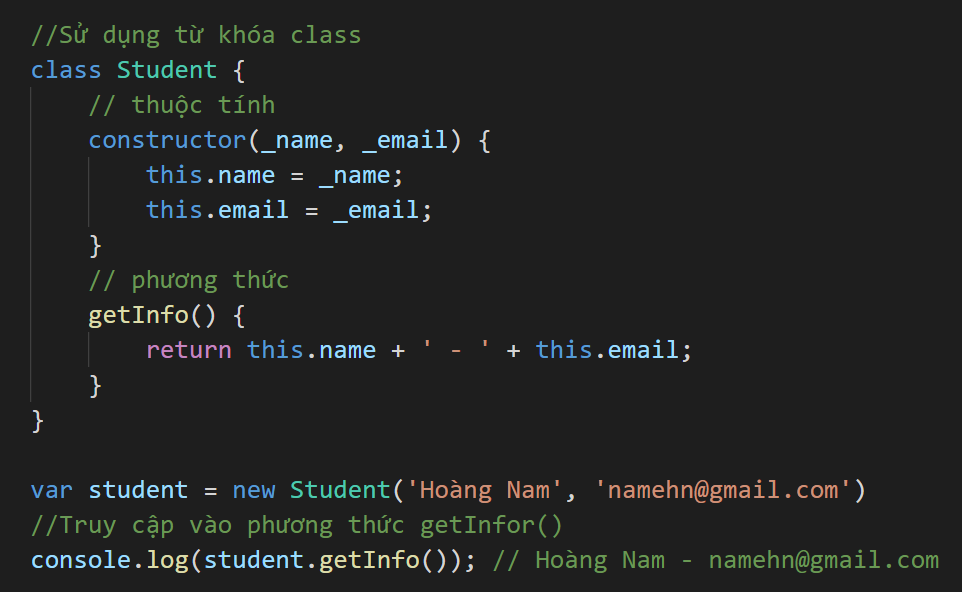 //Sử dụng từ khóa class
class Student {
    // thuộc tính
    constructor(_name, _email) {
        this.name = _name;
        this.email = _email;
    }
    // phương thức
    getInfo() {
        return this.name + ' - ' + this.email;
    }
}

var student = new Student('Hoàng Nam', 'namehn@gmail.com')
//Truy cập vào phương thức getInfor()
console.log(student.getInfo()); // Hoàng Nam - namehn@gmail.com